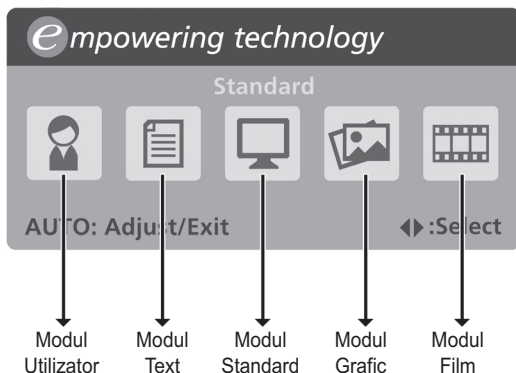 empowering technology
Standard
AUTO: Adjust/Exit
:Select
Modul Utilizator
Modul Text
Modul Standard
Modul Grafic
Modul Film